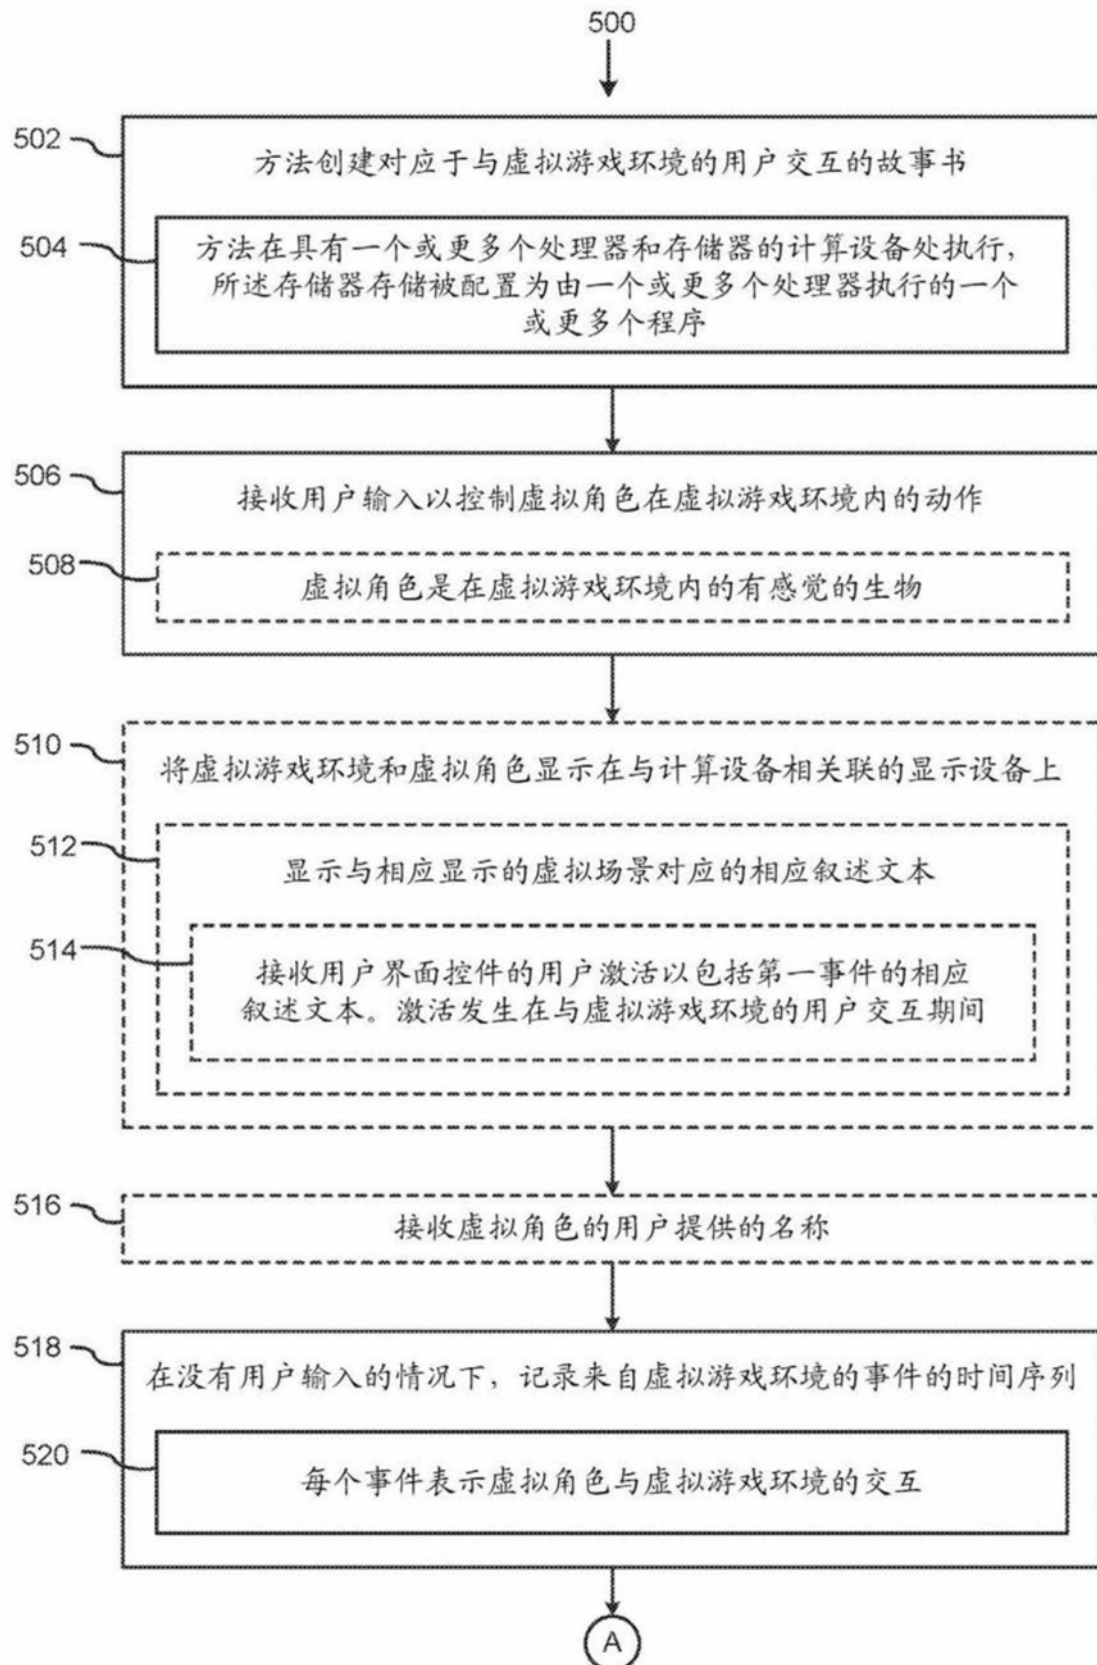 500
502
方法创建对应于与虚拟游戏环境的用户交互的故事书
504
方法在具有一个或更多个处理器和存储器的计算设备处执行，
所述存储器存储被配置为由一个或更多个处理器执行的一个
或更多个程序
506
接收用户输入以控制虚拟角色在虚拟游戏环境内的动作
508
虚拟角色是在虚拟游戏环境内的有感觉的生物
510
将虚拟游戏环境和虚拟角色显示在与计算设备相关联的显示设备上
512
显示与相应显示的虚拟场景对应的相应叙述文本
514
接收用户界面控件的用户激活以包括第一事件的相应
叙述文本。激活发生在与虚拟游戏环境的用户交互期间
516
接收虚拟角色的用户提供的名称
518
在没有用户输入的情况下，记录来自虚拟游戏环境的事件的时间序列
520
每个事件表示虚拟角色与虚拟游戏环境的交互
A